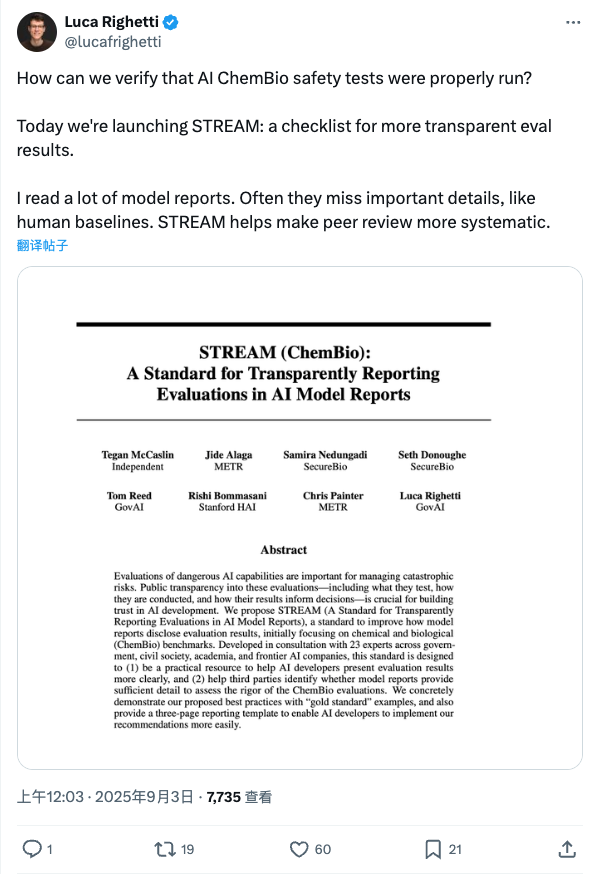 Luca Righetti
@lucafrighetti
How can we verify that AI ChemBio safety tests were properly run?
Today we're launching STREAM: a checklist for more transparent eval
results.
I read a lot of model reports. Often they miss important details, like
human baselines. STREAM helps make peer review more systematic.
翻译帖子
STREAM (ChemBio):
A Standard for Transparently Reporting
Evaluations in AI Model Reports
Tegan McCaslin Jide Alaga Samira Nedungadi Seth Donoughe
Independent METR SecureBio SecureBio
Tom Reed Rishi Bommasani Chris Painter Luca Righetti
GovAI Stanford HAI METR GovAI
Abstract
Evaluations of dangerous AI capabilities are important for managing catastrophic
risks. Public transparency into these evaluations—including what they test, how
they are conducted, and how their results inform decisions—is crucial for building
trust in AI development. We propose STREAM (A Standard for Transparently
Reporting Evaluations in AI Model Reports), a standard to improve how model
reports disclose evaluation results, initially focusing on chemical and biological
(ChemBio) benchmarks. Developed in consultation with 23 experts across govern-
ment, civil society, academia, and frontier AI companies, this standard is designed
to (1) be a practical resource to help AI developers present evaluation results
more clearly, and (2) help third parties identify whether model reports provide
sufficient detail to assess the rigor of the ChemBio evaluations. We concretely
demonstrate our proposed best practices with “gold standard” examples, and also
provide a three-page reporting template to enable AI developers to implement our
recommendations more easily.
上午12:03 · 2025年9月3日 · 7,735 查看
1 19 60 21